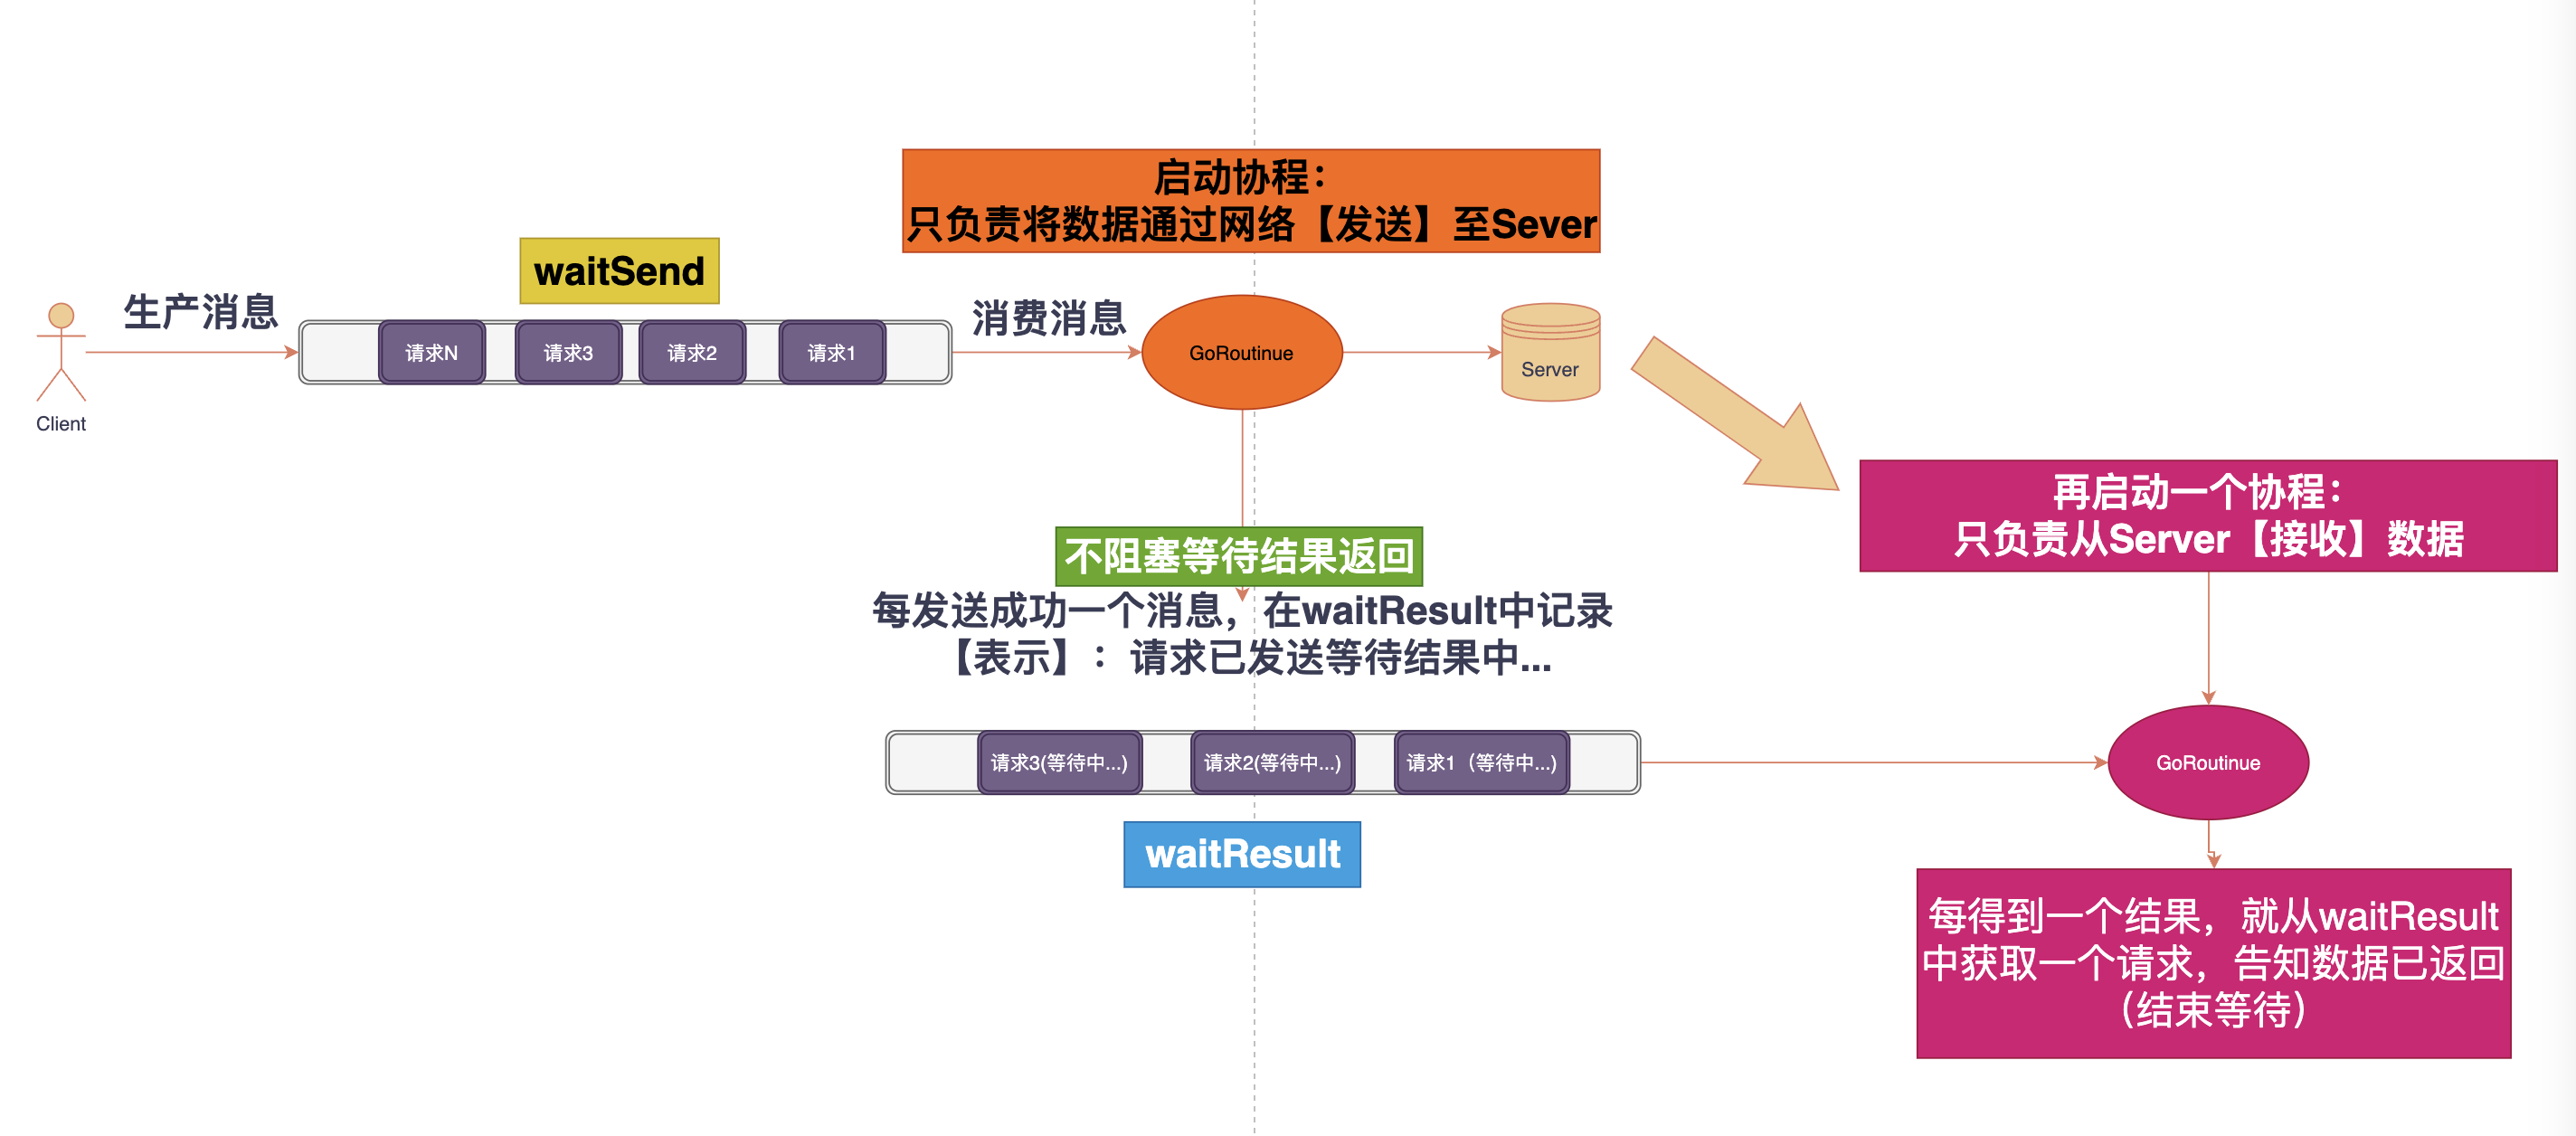 启动协程：
只负责将数据通过网络【发送】至Sever
waitSend
生产消息
消费消息
请求N
请求3
请求2
请求1
GoRoutinue
Server
Client
再启动一个协程：
只负责从Server【接收】数据
不阻塞等待结果返回
每发送成功一个消息，在waitResult中记录
【表示】：请求已发送等待结果中...
请求3(等待中...)
请求2(等待中...)
请求1（等待中...)
GoRoutinue
waitResult
每得到一个结果，就从waitResult
中获取一个请求，告知数据已返回
（结束等待）